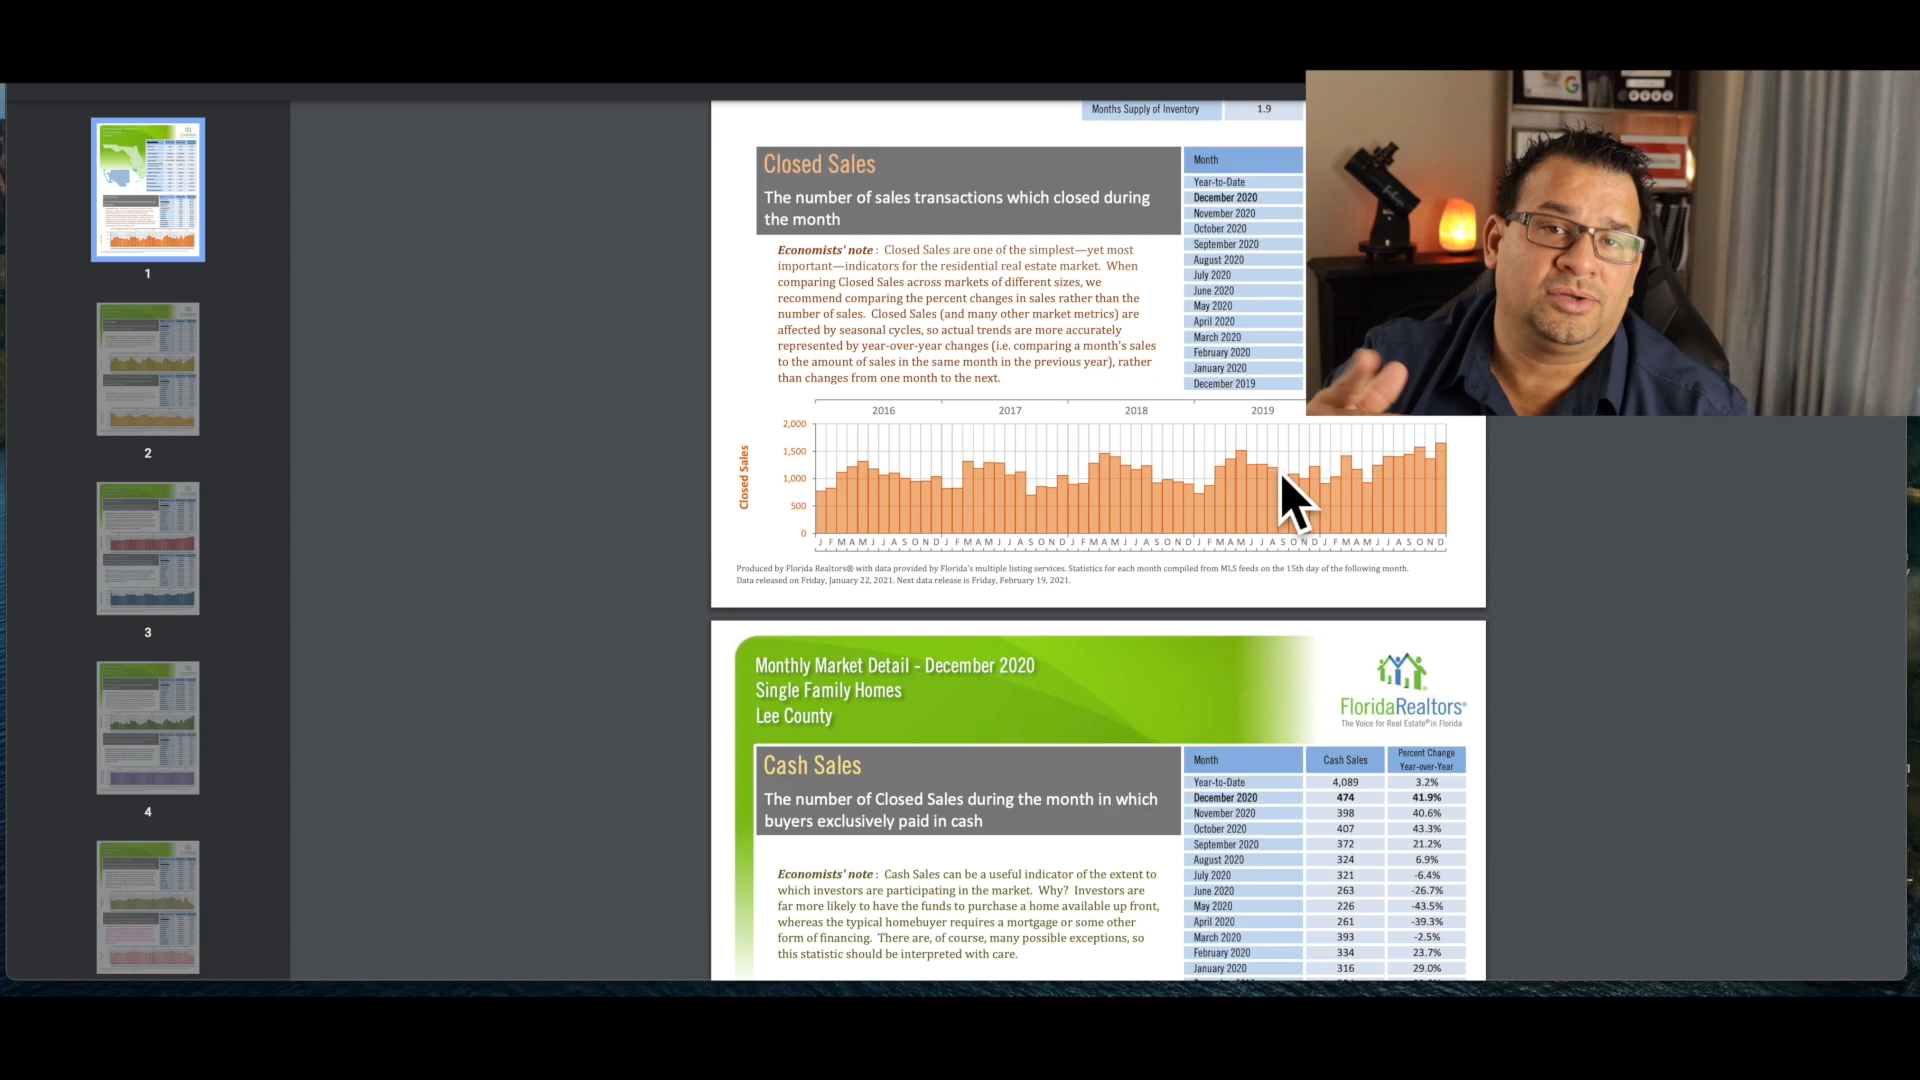 Months Supply of Inventory 1.9
Closed Sales
The number of sales transactions which closed during
the month
Economists' note : Closed Sales are one of the simplest—yet most
important—indicators for the residential real estate market. When
comparing Closed Sales across markets of different sizes, we
recommend comparing the percent changes in sales rather than the
number of sales. Closed Sales (and many other market metrics) are
affected by seasonal cycles, so actual trends are more accurately
represented by year-over-year changes (i.e. comparing a month's sales
to the amount of sales in the same month in the previous year), rather
than changes from one month to the next.
Month
Year-to-Date
December 2020
November 2020
October 2020
September 2020
August 2020
July 2020
June 2020
May 2020
April 2020
March 2020
February 2020
January 2020
December 2019
2016 2017 2018 2019
Closed Sales
2,000
1,500
1,000
500
0
J F M A M J J A S O N D J F M A M J J A S O N D J F M A M J J A S O N D J F M A M J J A S O N D J F M A M J J A S O N D
Produced by Florida Realtors® with data provided by Florida's multiple listing services. Statistics for each month compiled from MLS feeds on the 15th day of the following month.
Data released on Friday, January 22, 2021. Next data release is Friday, February 19, 2021.
Monthly Market Detail - December 2020
Single Family Homes
Lee County
FloridaRealtors®
The Voice for Real Estate® in Florida
Cash Sales
The number of Closed Sales during the month in which
buyers exclusively paid in cash
Economists' note : Cash Sales can be a useful indicator of the extent to
which investors are participating in the market. Why? Investors are
far more likely to have the funds to purchase a home available up front,
whereas the typical homebuyer requires a mortgage or some other
form of financing. There are, of course, many possible exceptions, so
this statistic should be interpreted with care.
Month Cash Sales Percent Change Year-over-Year
Year-to-Date 4,089 3.2%
December 2020 474 41.9%
November 2020 398 40.6%
October 2020 407 43.3%
September 2020 372 21.2%
August 2020 324 6.9%
July 2020 321 -6.4%
June 2020 263 -26.7%
May 2020 226 -43.5%
April 2020 261 -39.3%
March 2020 393 -2.5%
February 2020 334 23.7%
January 2020 316 29.0%
1
2
3
4